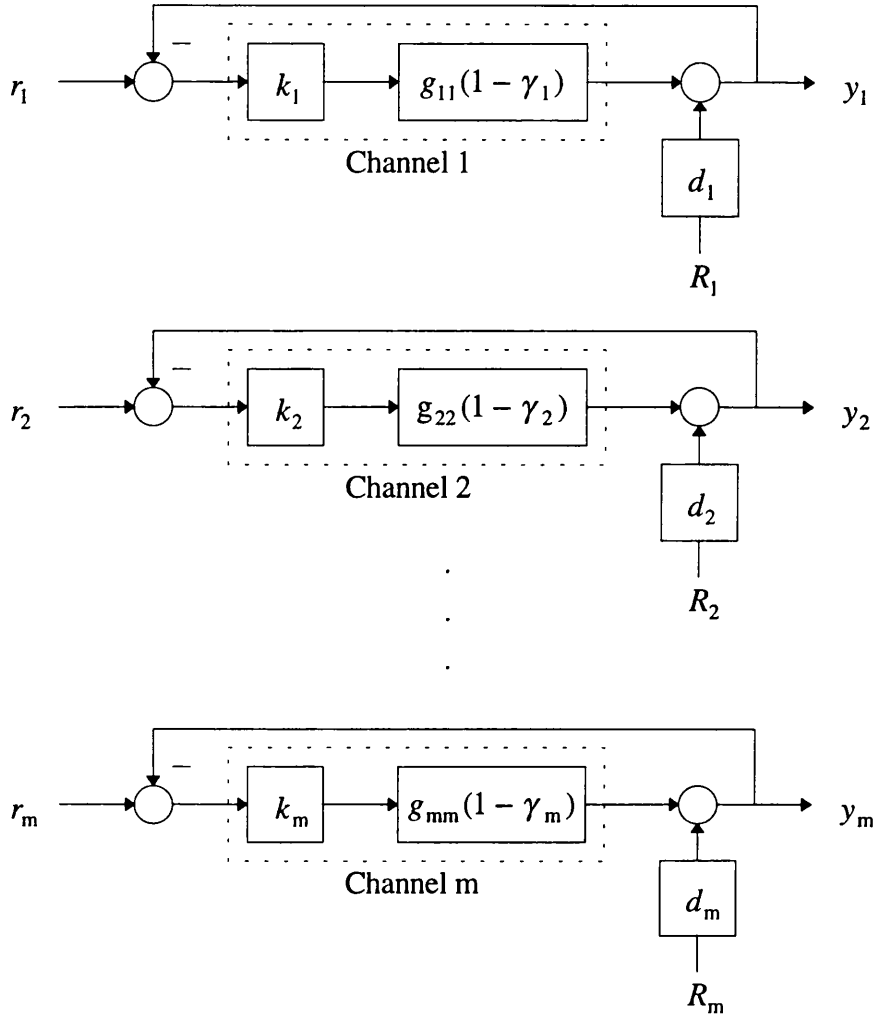 r₁ − k₁ g₁₁(1 − γ₁) y₁
Channel 1
d₁
R₁
r₂ − k₂ g₂₂(1 − γ₂) y₂
Channel 2
d₂
R₂
.
.
.
rₘ − kₘ gₘₘ(1 − γₘ) yₘ
Channel m
dₘ
Rₘ